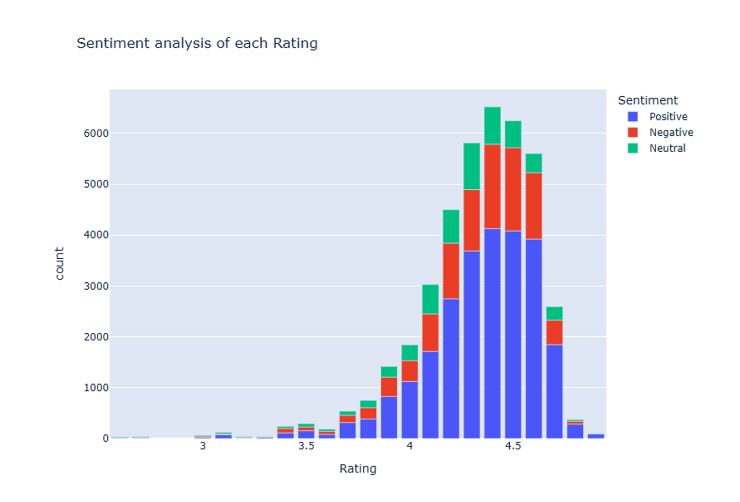 Sentiment analysis of each Rating
Sentiment
Positive
Negative
Neutral
count
6000
5000
4000
3000
2000
1000
0
3
3.5
4
4.5
Rating